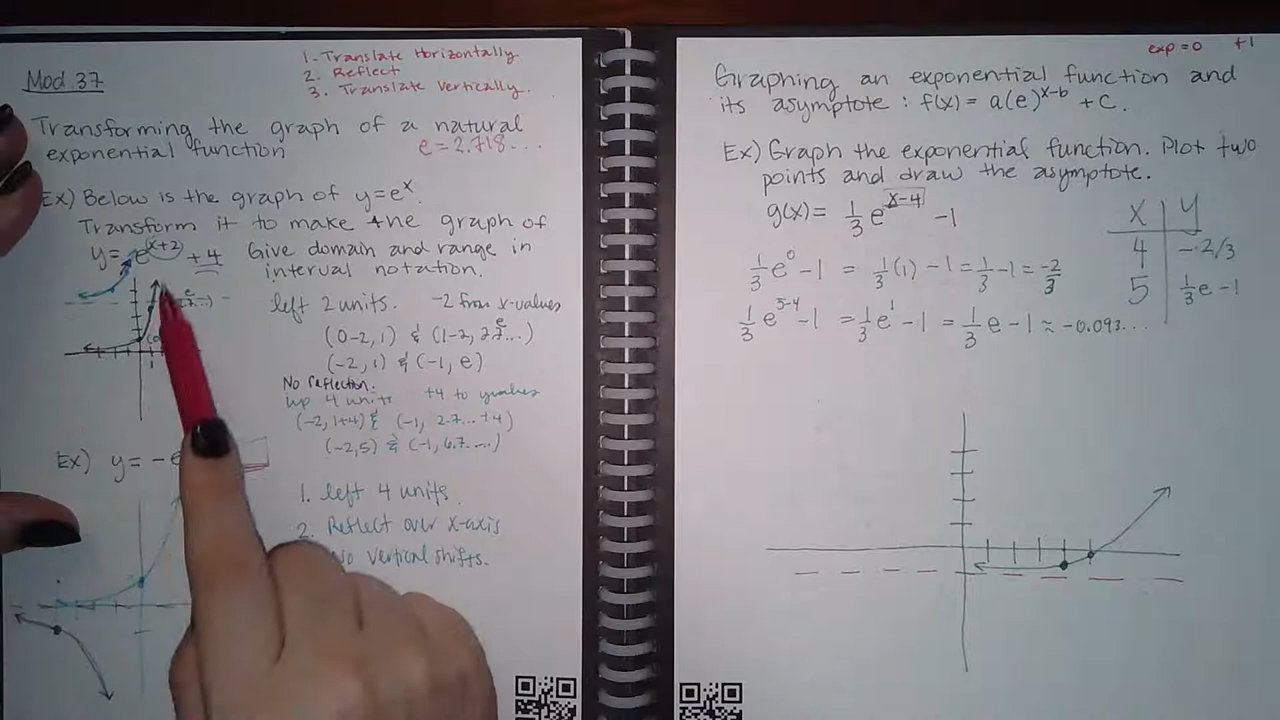 Mod. 37
1. Translate Horizontally
2. Reflect
3. Translate Vertically.
Transforming the graph of a natural
exponential function
e = 2.718...
Ex) Below is the graph of y=e^x.
Transform it to make the graph of
y= e^(x+2) +4 Give domain and range in
interval notation.
left 2 units. -2 from x-values
(0-2, 1) & (1-2, 2.7...)
e
(-2, 1) & (-1, e)
No reflection.
up 4 units +4 to y values
(-2, 1+4) & (-1, 2.7...+4)
(-2,5) & (-1, 6.7...)
Ex) y= -e
1. left 4 units.
2. Reflect over x-axis
No vertical shifts.
exp = 0 +1
Graphing an exponential function and
its asymptote : f(x) = a(e)^x-b + c.
Ex) Graph the exponential function. Plot two
points and draw the asymptote.
g(x) = 1/3 e^x-4 -1
x | y
4 | -2/3
5 | 1/3 e -1
1/3 e^0 -1 = 1/3 (1) -1 = 1/3 -1 = -2/3
1/3 e^5-4 -1 = 1/3 e^1 -1 = 1/3 e -1 ≈ -0.093...